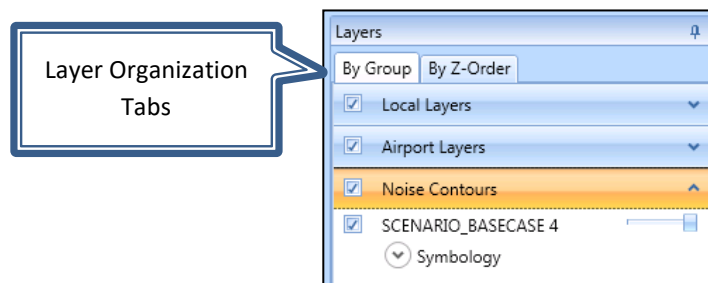 Layer Organization
Tabs
Layers
By Group By Z-Order
Local Layers
Airport Layers
Noise Contours
SCENARIO_BASECASE 4
Symbology